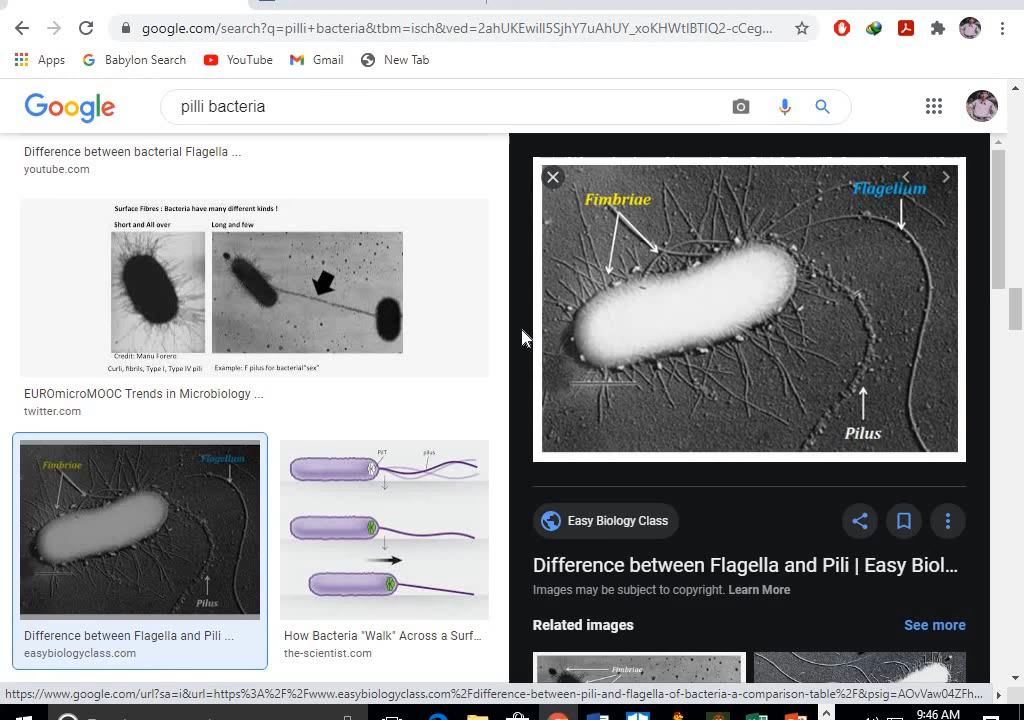 google.com/search?q=pilli+bacteria&tbm=isch&ved=2ahUKEwill5SjhY7uAhUY_xoKHWtIBTIQ2-cCeg...
Apps
Babylon Search
YouTube
Gmail
New Tab
Google
pilli bacteria
Difference between bacterial Flagella ...
youtube.com
Surface Fibres : Bacteria have many different kinds !
Short and All over
Long and few
Credit: Manu Forero
Curli, fibrils, Type I, Type IV pili
Example: F pilus for bacterial "sex"
EUROmicroMOOC Trends in Microbiology ...
twitter.com
Fimbriae
Flagellum
Pilus
Difference between Flagella and Pili ...
easybiologyclass.com
pilus
How Bacteria "Walk" Across a Surf...
the-scientist.com
Fimbriae
Flagellum
Pilus
Easy Biology Class
Difference between Flagella and Pili | Easy Biol...
Images may be subject to copyright. Learn More
Related images
See more
Fimbriae
https://www.google.com/url?sa=i&url=https%3A%2F%2Fwww.easybiologyclass.com%2Fdifference-between-pili-and-flagella-of-bacteria-a-comparison-table%2F&psig=AOvVaw04ZFh...
9:46 AM